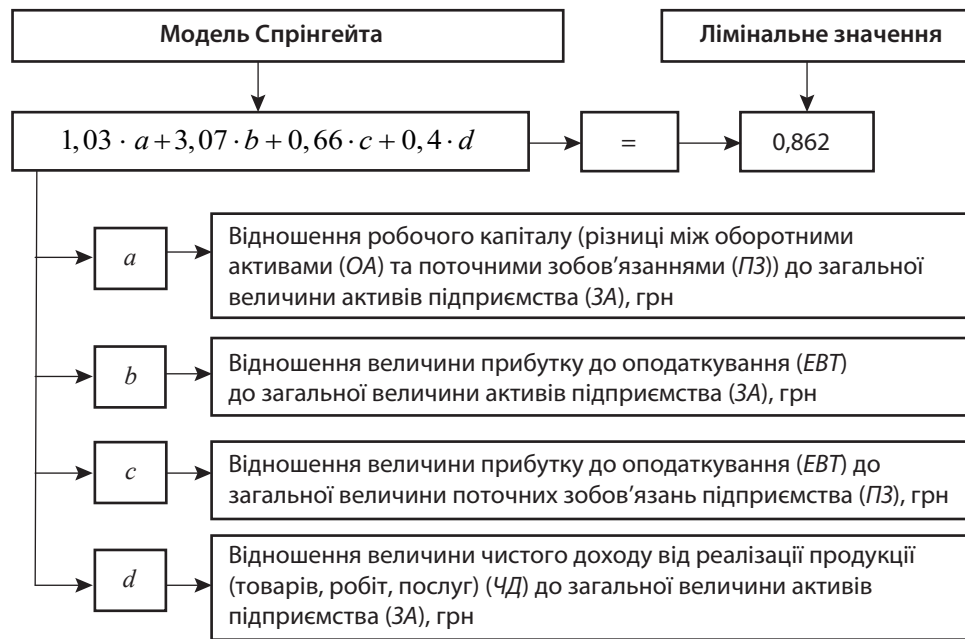 Модель Спрінгейта
Лімінальне значення
1,03 · a + 3,07 · b + 0,66 · c + 0,4 · d
=
0,862
a
Відношення робочого капіталу (різниці між оборотними
активами (ОА) та поточними зобов'язаннями (ПЗ)) до загальної
величини активів підприємства (ЗА), грн
b
Відношення величини прибутку до оподаткування (EBT)
до загальної величини активів підприємства (ЗА), грн
c
Відношення величини прибутку до оподаткування (EBT) до
загальної величини поточних зобов'язань підприємства (ПЗ), грн
d
Відношення величини чистого доходу від реалізації продукції
(товарів, робіт, послуг) (ЧД) до загальної величини активів
підприємства (ЗА), грн